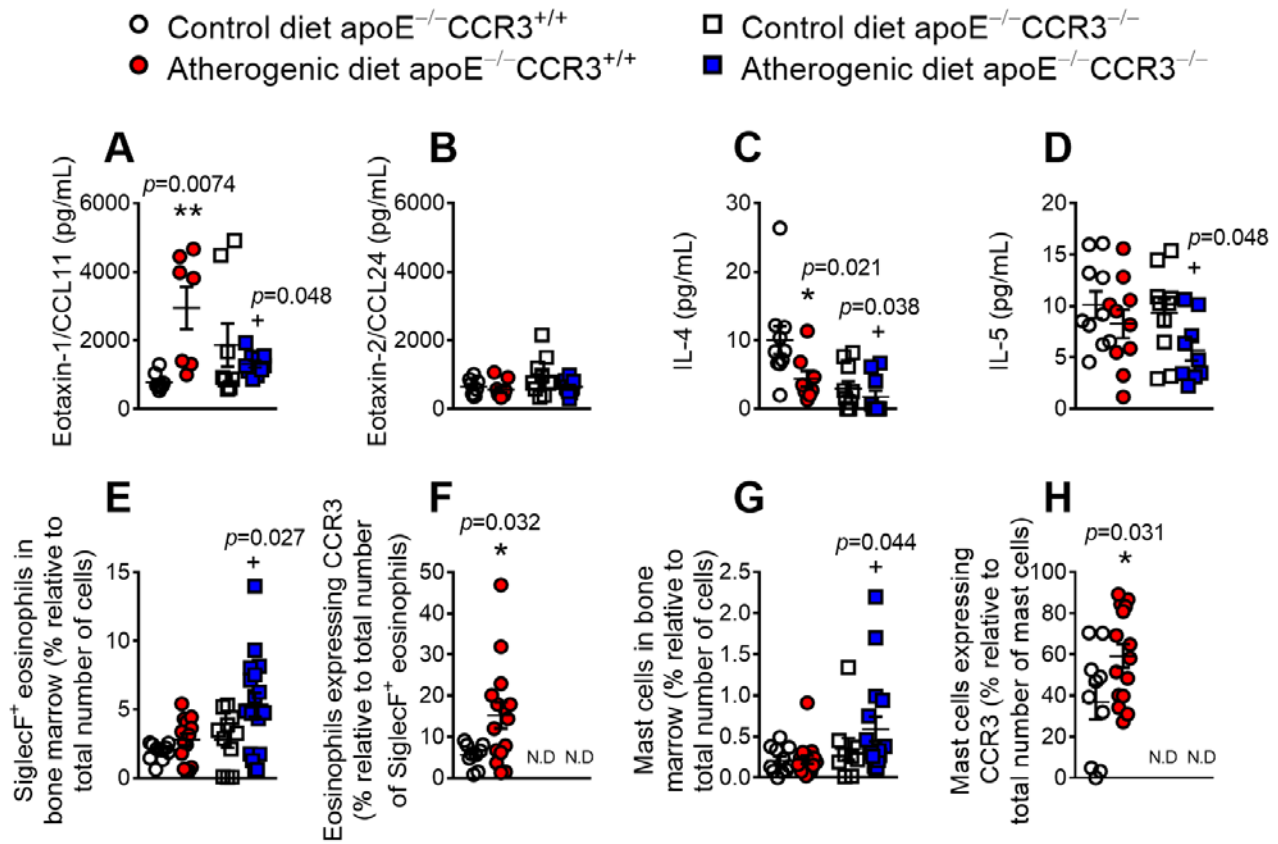 Control diet apoE−/−CCR3+/+
Control diet apoE−/−CCR3−/−
Atherogenic diet apoE−/−CCR3+/+
Atherogenic diet apoE−/−CCR3−/−
A
Eotaxin-1/CCL11 (pg/mL)
6000
4000
2000
0
p=0.0074
**
p=0.048
+
B
Eotaxin-2/CCL24 (pg/mL)
6000
4000
2000
0
C
IL-4 (pg/mL)
30
20
10
0
p=0.021
*
p=0.038
+
D
IL-5 (pg/mL)
20
15
10
5
0
p=0.048
+
E
SiglecF+ eosinophils in
bone marrow (% relative to
total number of cells)
15
10
5
0
p=0.027
+
F
Eosinophils expressing CCR3
(% relative to total number
of SiglecF+ eosinophils)
50
40
30
20
10
0
p=0.032
*
N.D N.D
G
Mast cells in bone
marrow (% relative to
total number of cells)
2.5
2.0
1.5
1.0
0.5
0.0
p=0.044
+
H
Mast cells expressing
CCR3 (% relative to
total number of mast cells)
100
80
60
40
20
0
p=0.031
*
N.D N.D